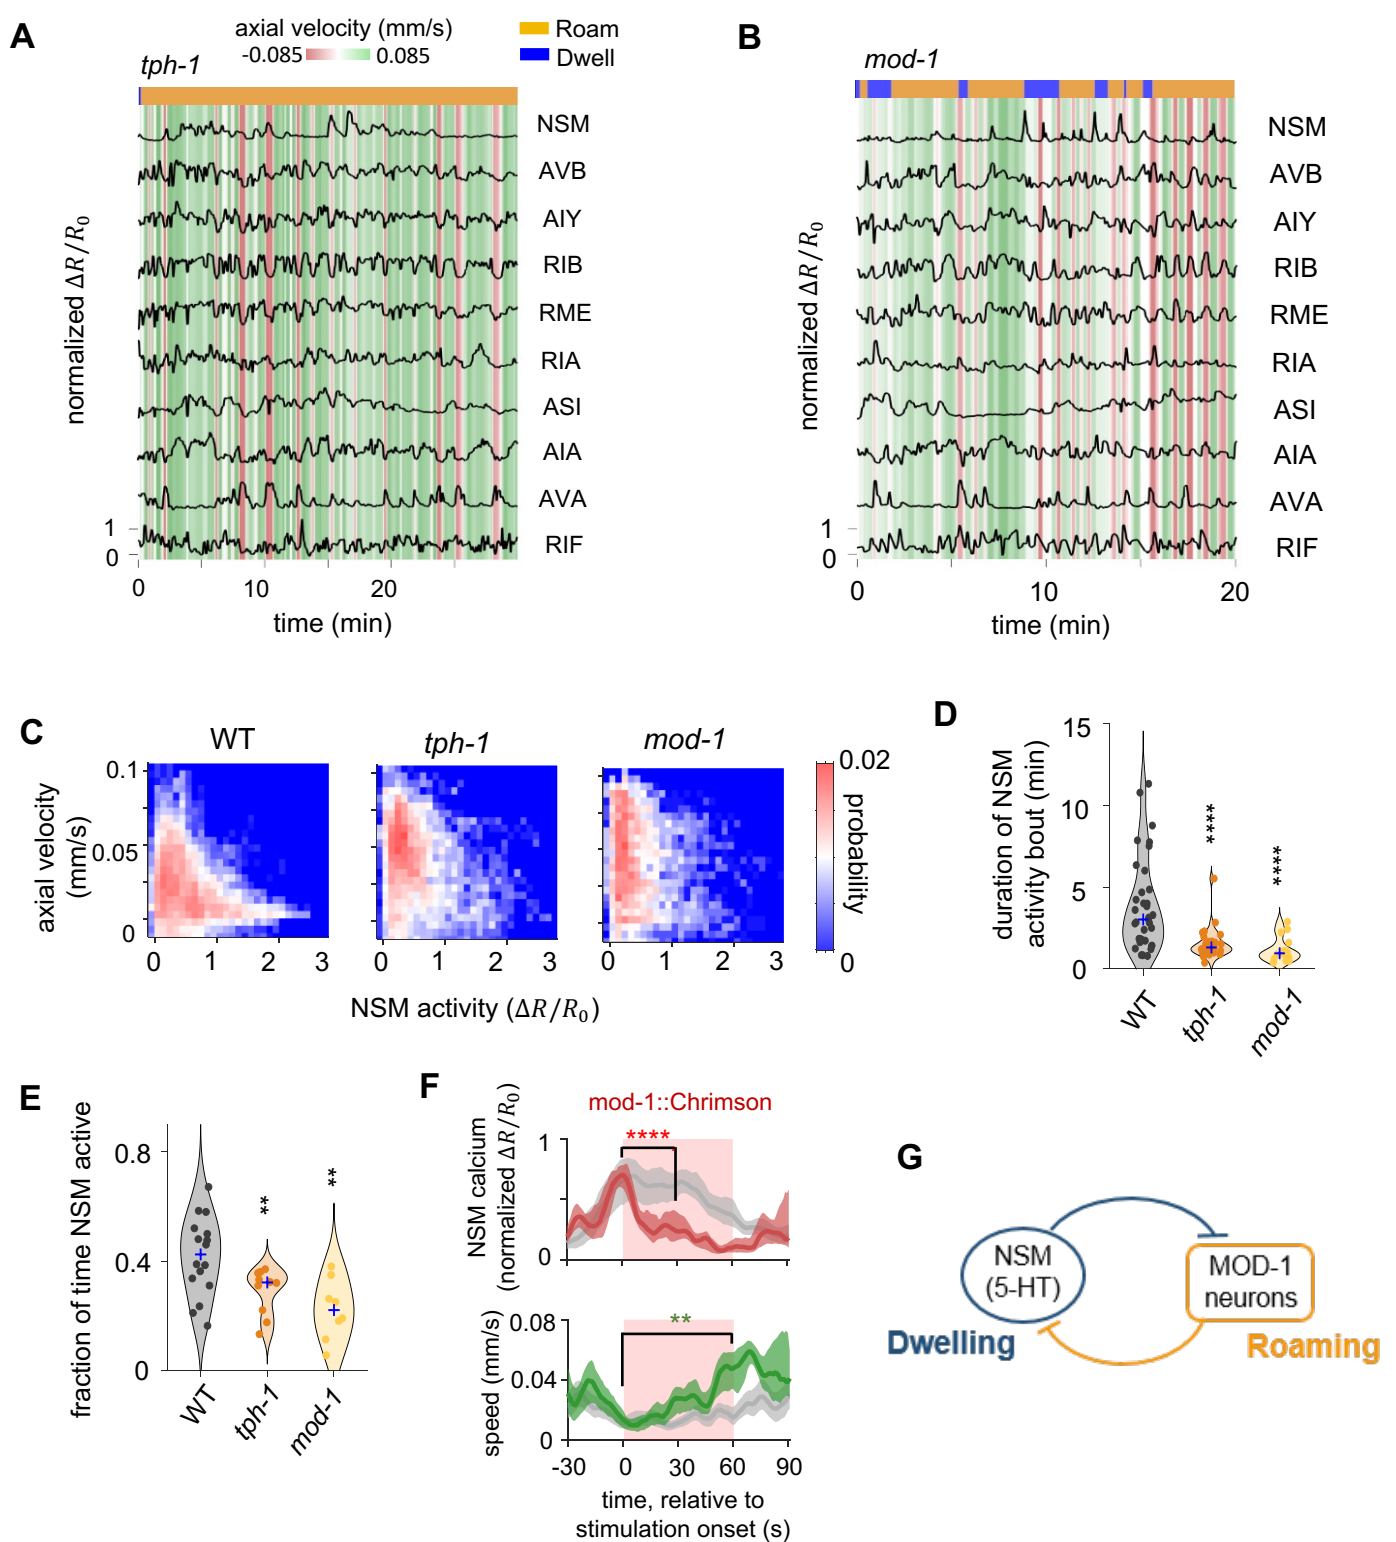 A
axial velocity (mm/s)
-0.085
0.085
Roam
Dwell
tph-1
normalized ΔR/R0
NSM
AVB
AIY
RIB
RME
RIA
ASI
AIA
AVA
RIF
1
0
0
10
20
time (min)
B
mod-1
normalized ΔR/R0
NSM
AVB
AIY
RIB
RME
RIA
ASI
AIA
AVA
RIF
1
0
0
10
20
time (min)
C
WT
tph-1
mod-1
axial velocity
(mm/s)
0.1
0.05
0
0 1 2 3
0 1 2 3
0 1 2 3
NSM activity (ΔR/R0)
0.02
probability
0
D
duration of NSM
activity bout (min)
15
10
5
0
****
****
WT
tph-1
mod-1
E
fraction of time NSM active
0.8
0.4
0
**
**
WT
tph-1
mod-1
F
mod-1::Chrimson
NSM calcium
(normalized ΔR/R0)
1
0
****
speed (mm/s)
0.08
0.04
0
**
-30 0 30 60 90
time, relative to
stimulation onset (s)
G
NSM
(5-HT)
MOD-1
neurons
Dwelling
Roaming